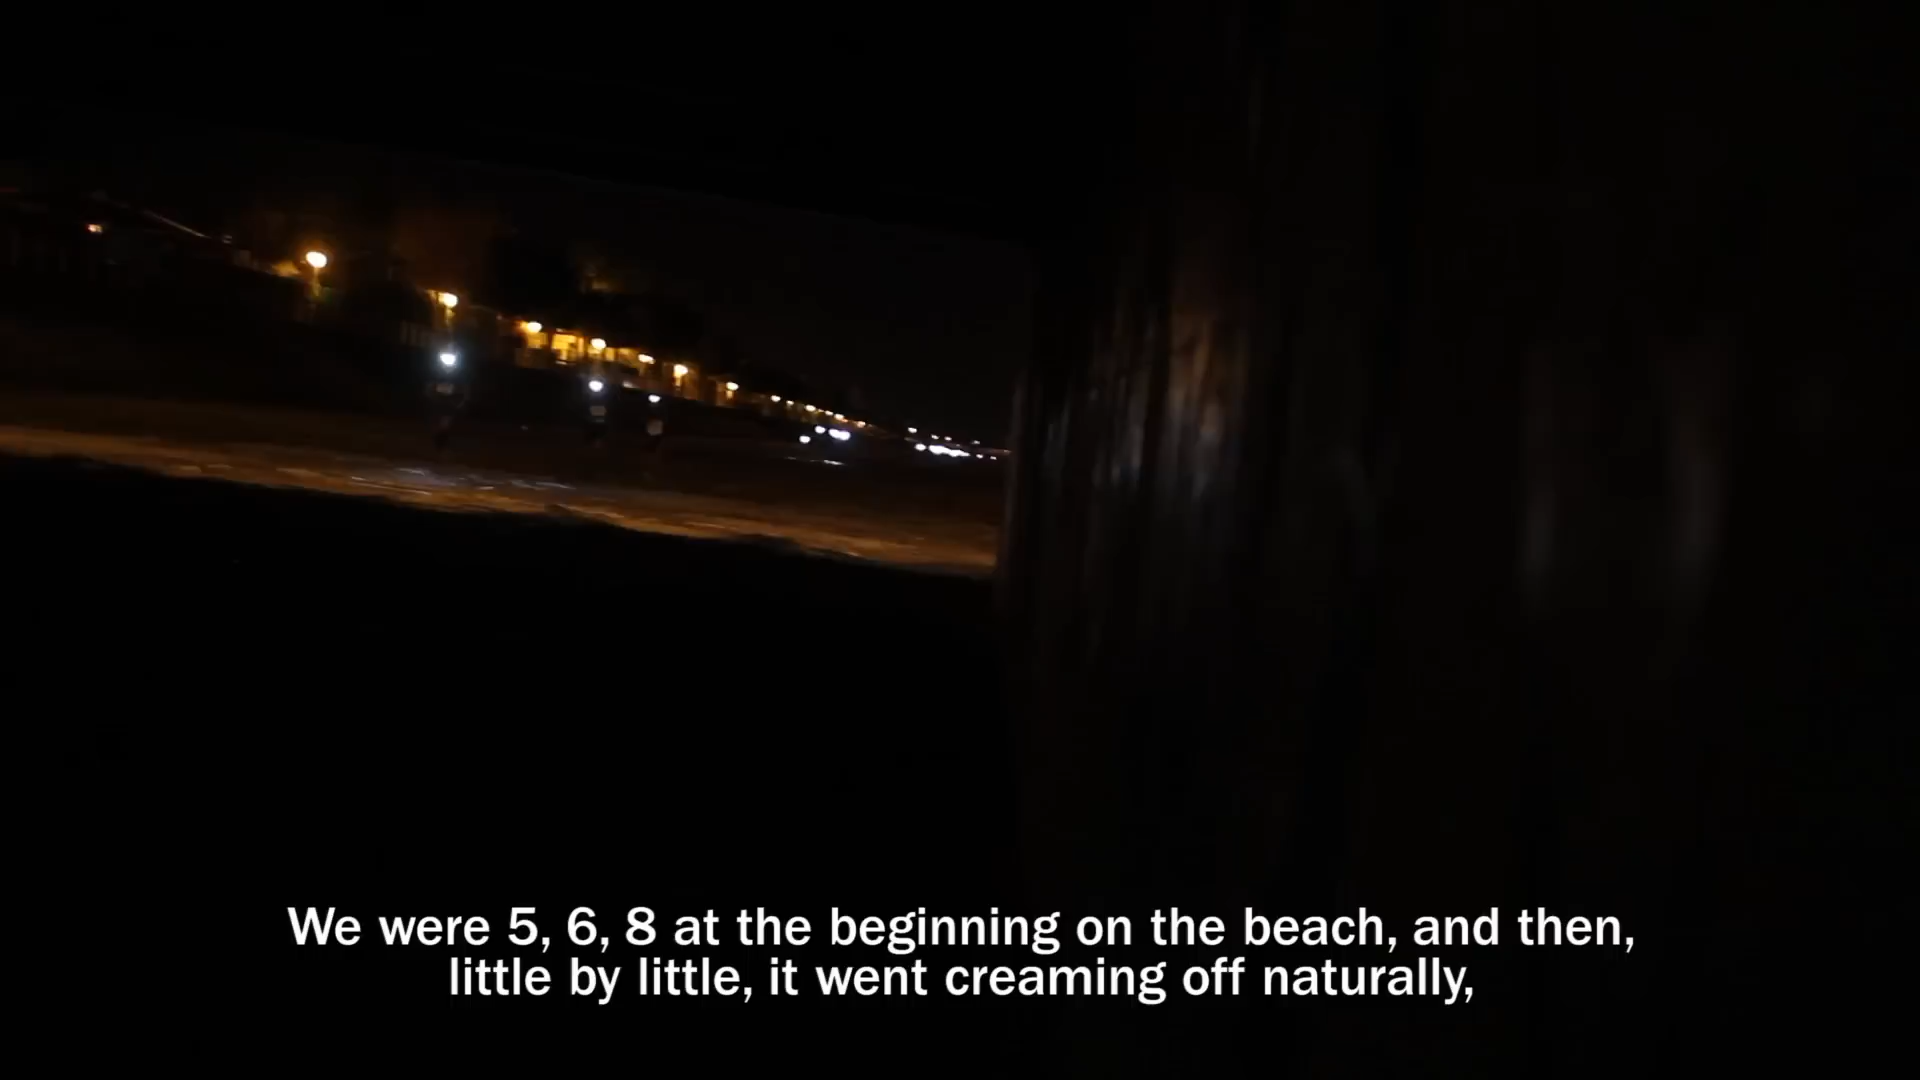 We were 5, 6, 8 at the beginning on the beach, and then,
little by little, it went creaming off naturally,